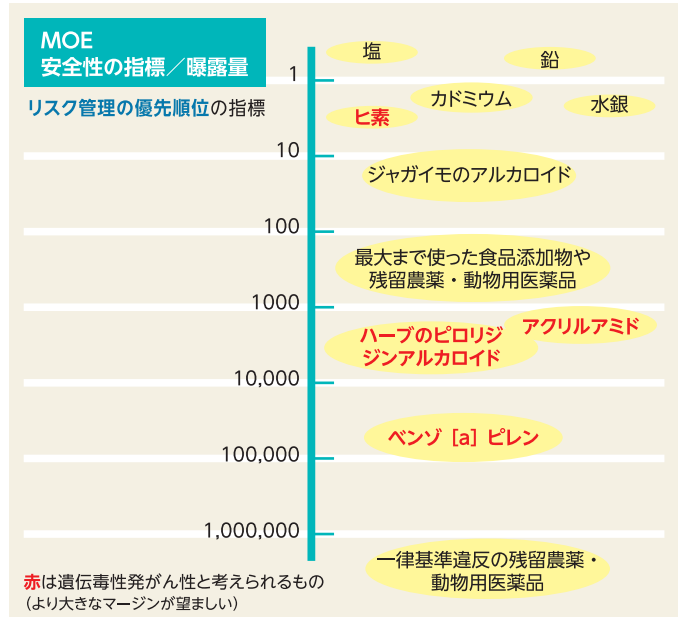 MOE
安全性の指標／曝露量
リスク管理の優先順位の指標
1
10
100
1000
10,000
100,000
1,000,000
塩
鉛
カドミウム
水銀
ヒ素
ジャガイモのアルカロイド
最大まで使った食品添加物や
残留農薬・動物用医薬品
アクリルアミド
ハーブのピロリジ
ジンアルカロイド
ベンゾ［a］ピレン
一律基準違反の残留農薬・
動物用医薬品
赤は遺伝毒性発がん性と考えられるもの
（より大きなマージンが望ましい）